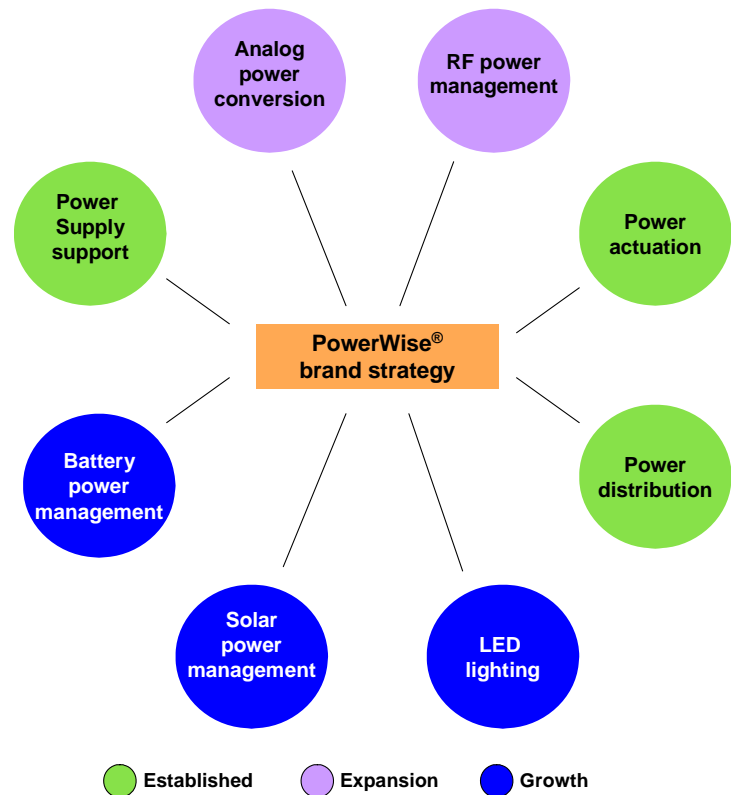 Analog
power
conversion
RF power
management
Power
Supply
support
Power
actuation
PowerWise®
brand strategy
Battery
power
management
Power
distribution
Solar
power
management
LED
lighting
Established
Expansion
Growth